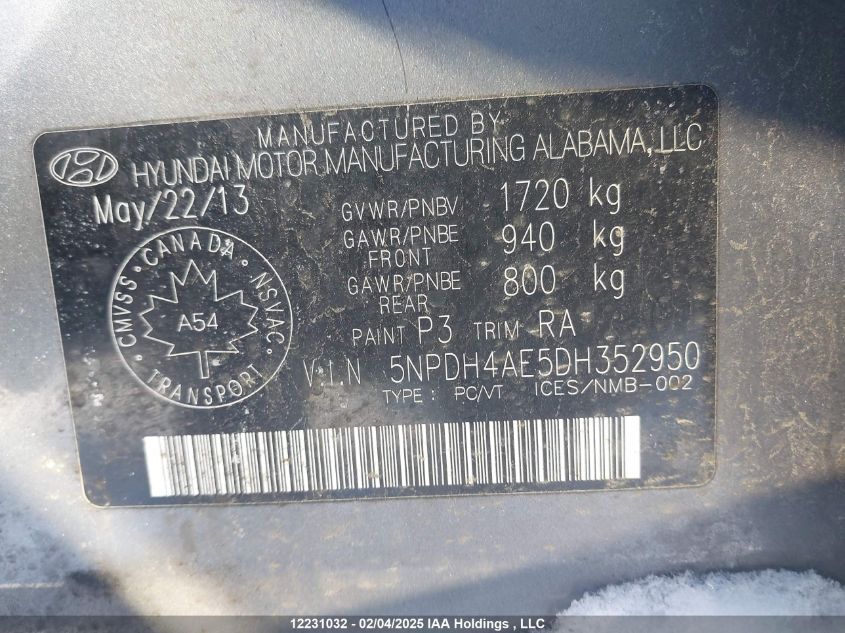 MANUFACTURED BY
HYUNDAI MOTOR MANUFACTURING ALABAMA, LLC
May/22/13
GVWR/PNBV 1720 kg
GAWR/PNBE 940 kg
FRONT
GAWR/PNBE 800 kg
REAR
PAINT P3 TRIM RA
V.I.N 5NPDH4AE5DH352950
TYPE : PC/VT ICES/NMB-002
CMVSS · CANADA · NSVAC ·
A54
TRANSPORT
12231032 - 02/04/2025 IAA Holdings , LLC